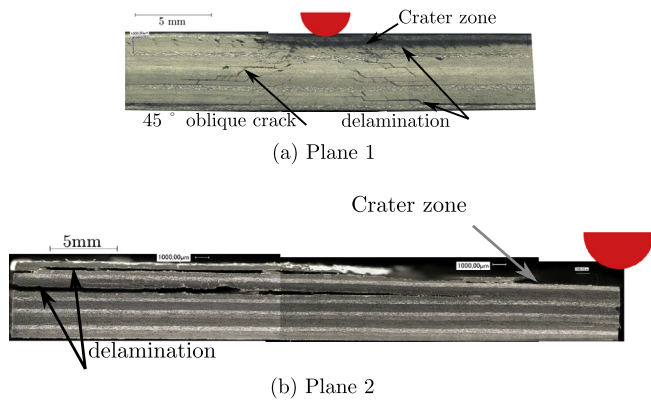 5 mm
Crater zone
45 ° oblique crack
delamination
(a) Plane 1
Crater zone
5mm
1000.00µm
1000.00µm
delamination
(b) Plane 2